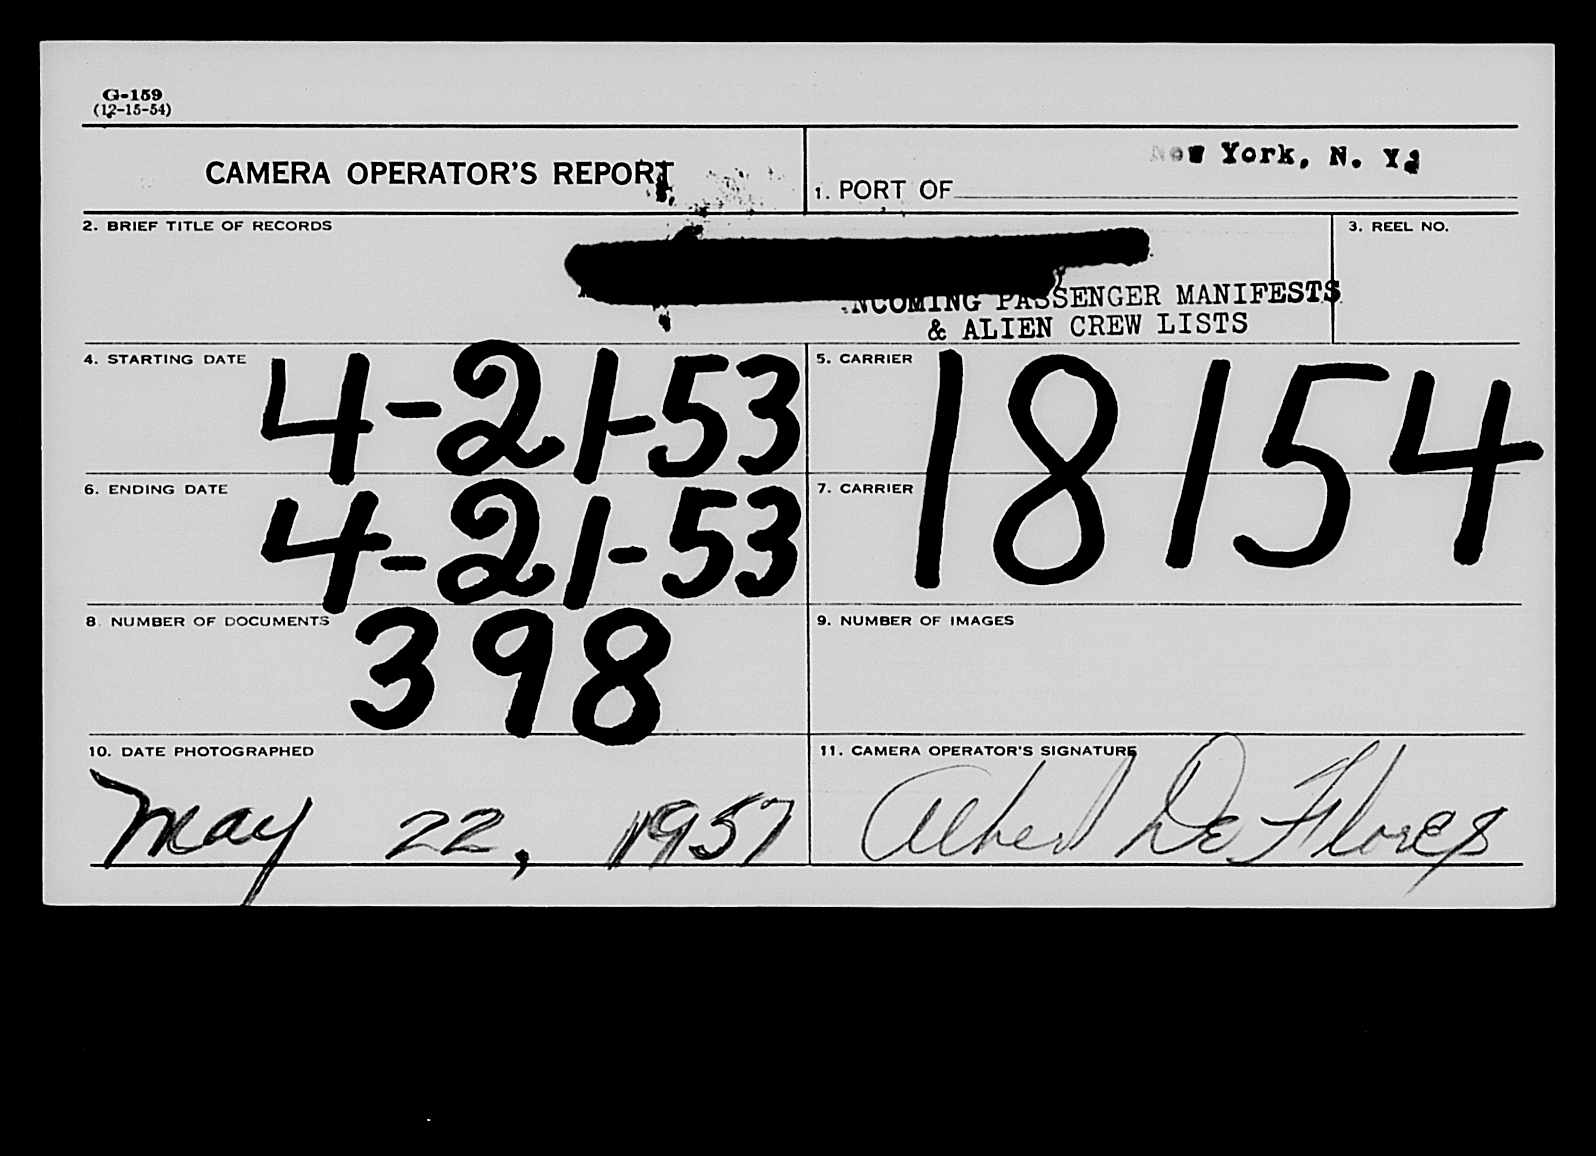 G-159
(12-15-54)
CAMERA OPERATOR'S REPORT
1. PORT OF New York, N. Y.
2. BRIEF TITLE OF RECORDS
INCOMING PASSENGER MANIFESTS
& ALIEN CREW LISTS
3. REEL NO.
4. STARTING DATE 4-21-53
5. CARRIER 18154
6. ENDING DATE 4-21-53
7. CARRIER
8. NUMBER OF DOCUMENTS 398
9. NUMBER OF IMAGES
10. DATE PHOTOGRAPHED
May 22, 1957
11. CAMERA OPERATOR'S SIGNATURE
Albert De Flores